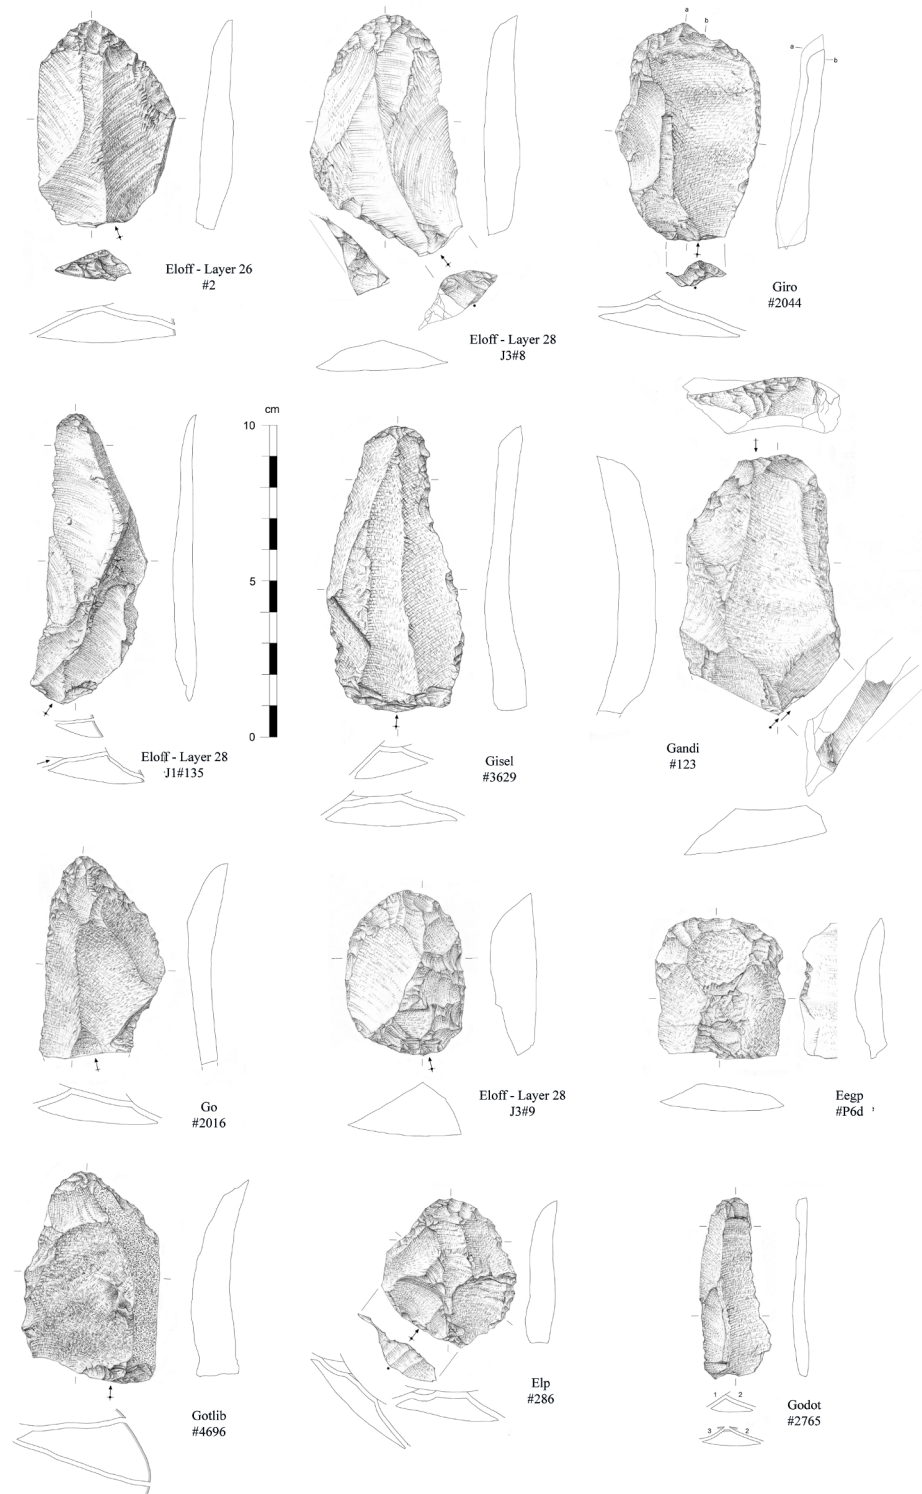 a
b
a
b
Eloff - Layer 26
#2
Eloff - Layer 28
J3#8
Giro
#2044
cm
10
5
0
Eloff - Layer 28
J1#135
Gisel
#3629
Gandi
#123
Go
#2016
Eloff - Layer 28
J3#9
Eegp
#P6d ,
Gotlib
#4696
Elp
#286
1 2
3 2
Godot
#2765